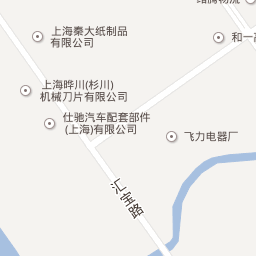 上海秦大纸制品
有限公司
和一
上海晔川(杉川)
机械刀片有限公司
仕驰汽车配套部件
(上海)有限公司
飞力电器厂
汇宝路